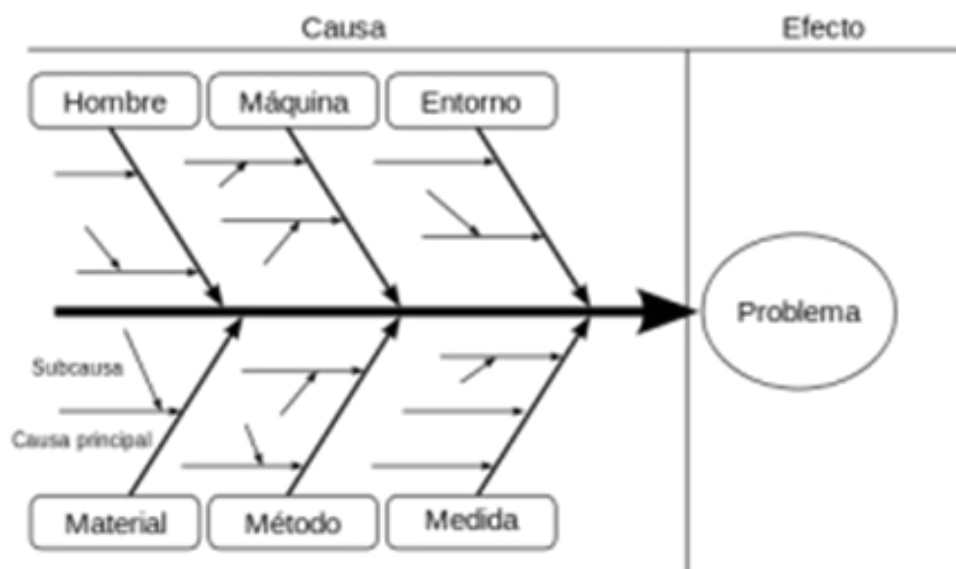 Causa
Efecto
Hombre
Máquina
Entorno
Problema
Subcausa
Causa principal
Material
Método
Medida